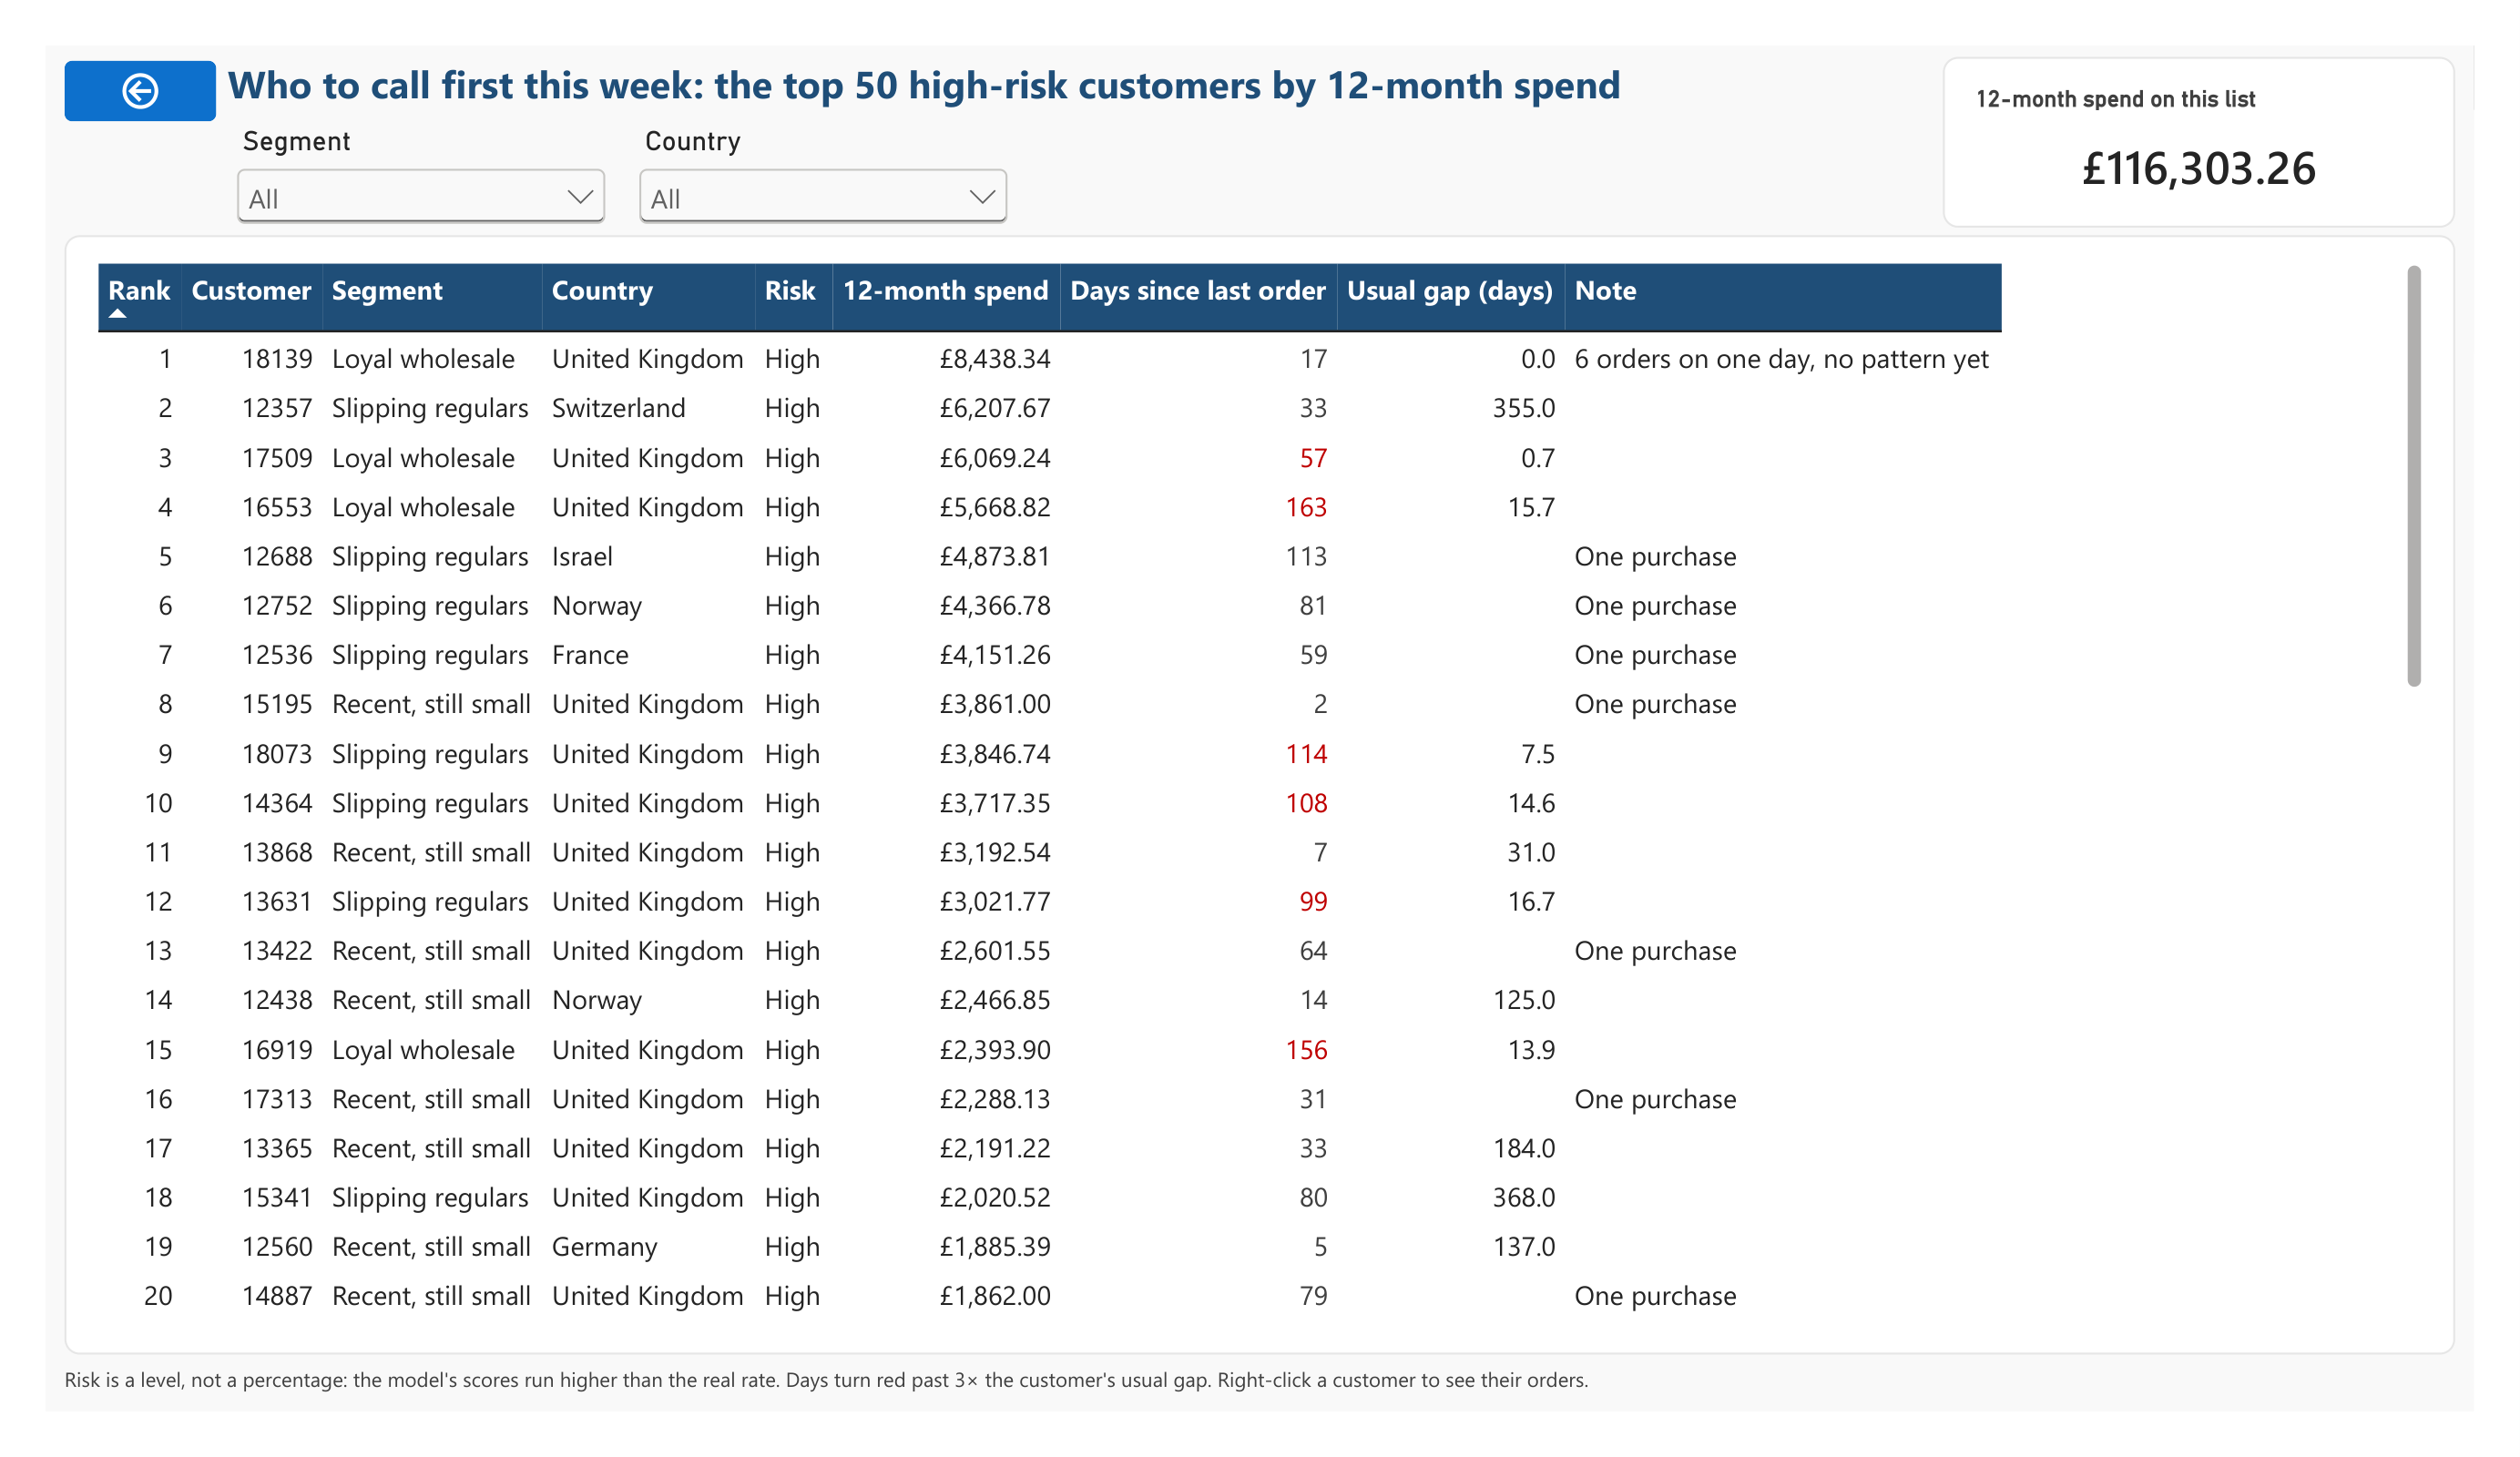 Who to call first this week: the top 50 high-risk customers by 12-month spend
12-month spend on this list
£116,303.26
Segment Country
All All
Rank Customer Segment Country Risk 12-month spend Days since last order Usual gap (days) Note
1 18139 Loyal wholesale United Kingdom High £8,438.34 17 0.0 6 orders on one day, no pattern yet
2 12357 Slipping regulars Switzerland High £6,207.67 33 355.0
3 17509 Loyal wholesale United Kingdom High £6,069.24 57 0.7
4 16553 Loyal wholesale United Kingdom High £5,668.82 163 15.7
5 12688 Slipping regulars Israel High £4,873.81 113 One purchase
6 12752 Slipping regulars Norway High £4,366.78 81 One purchase
7 12536 Slipping regulars France High £4,151.26 59 One purchase
8 15195 Recent, still small United Kingdom High £3,861.00 2 One purchase
9 18073 Slipping regulars United Kingdom High £3,846.74 114 7.5
10 14364 Slipping regulars United Kingdom High £3,717.35 108 14.6
11 13868 Recent, still small United Kingdom High £3,192.54 7 31.0
12 13631 Slipping regulars United Kingdom High £3,021.77 99 16.7
13 13422 Recent, still small United Kingdom High £2,601.55 64 One purchase
14 12438 Recent, still small Norway High £2,466.85 14 125.0
15 16919 Loyal wholesale United Kingdom High £2,393.90 156 13.9
16 17313 Recent, still small United Kingdom High £2,288.13 31 One purchase
17 13365 Recent, still small United Kingdom High £2,191.22 33 184.0
18 15341 Slipping regulars United Kingdom High £2,020.52 80 368.0
19 12560 Recent, still small Germany High £1,885.39 5 137.0
20 14887 Recent, still small United Kingdom High £1,862.00 79 One purchase
Risk is a level, not a percentage: the model's scores run higher than the real rate. Days turn red past 3× the customer's usual gap. Right-click a customer to see their orders.